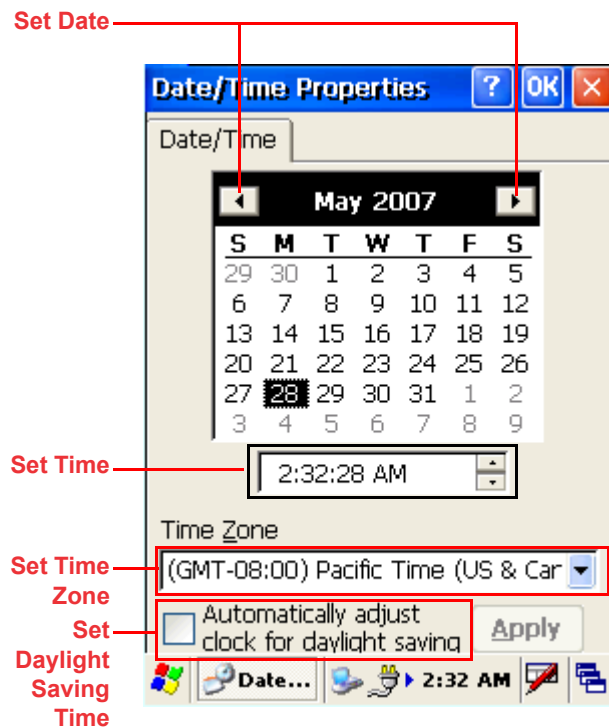 Set Date
Date/Time Properties ? OK ×
Date/Time
May 2007
S M T W T F S
29 30 1 2 3 4 5
6 7 8 9 10 11 12
13 14 15 16 17 18 19
20 21 22 23 24 25 26
27 28 29 30 31 1 2
3 4 5 6 7 8 9
Set Time
2:32:28 AM
Time Zone
Set Time Zone
(GMT-08:00) Pacific Time (US & Car
Set Daylight Saving Time
Automatically adjust
clock for daylight saving
Apply
Date... 2:32 AM